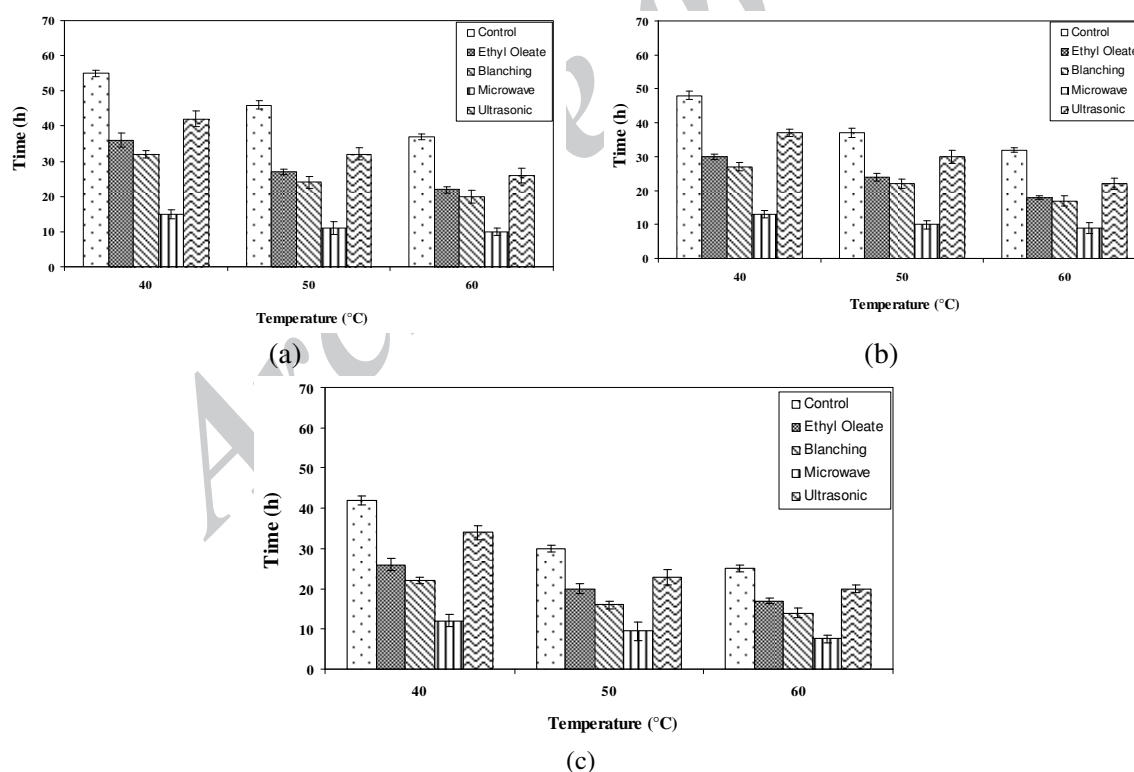 70
60
50
40
30
20
10
0
Time (h)
40
50
60
Temperature (°C)
Control
Ethyl Oleate
Blanching
Microwave
Ultrasonic
(a)
70
60
50
40
30
20
10
0
Time (h)
40
50
60
Temperature (°C)
Control
Ethyl Oleate
Blanching
Microwave
Ultrasonic
(b)
70
60
50
40
30
20
10
0
Time (h)
40
50
60
Temperature (°C)
Control
Ethyl Oleate
Blanching
Microwave
Ultrasonic
(c)